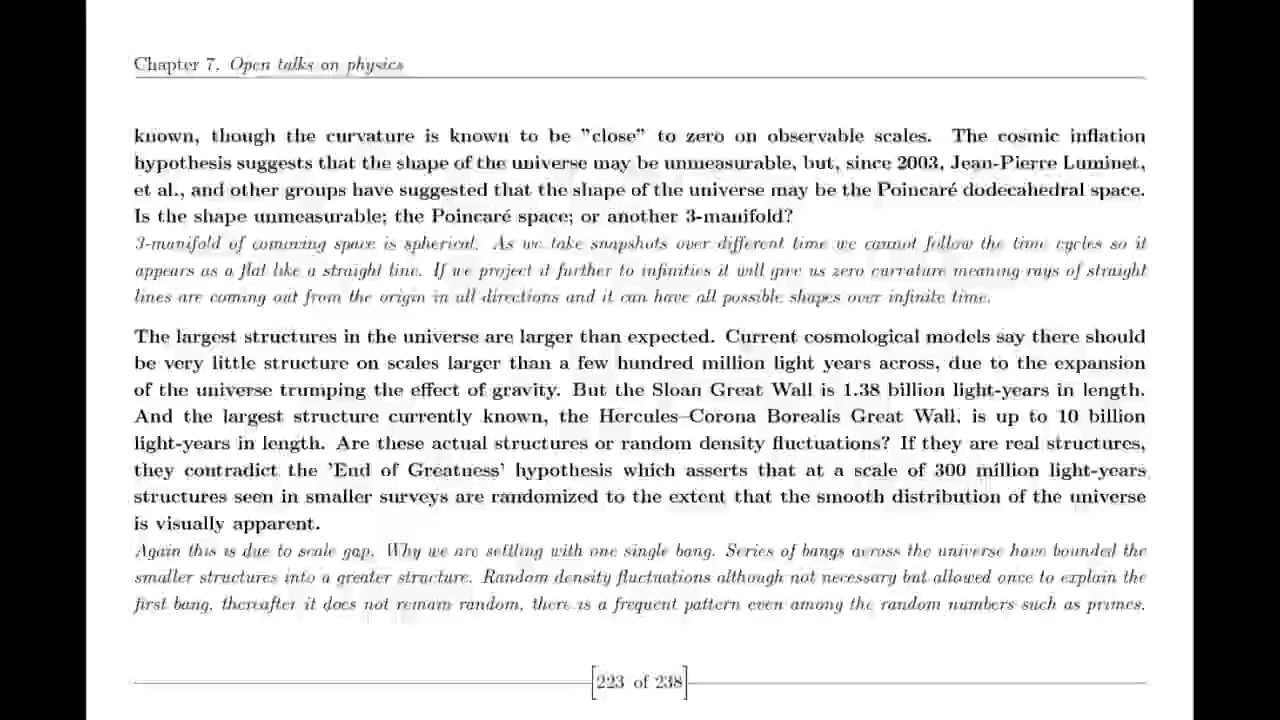 Chapter 7. Open talks on physics
known, though the curvature is known to be "close" to zero on observable scales. The cosmic inflation
hypothesis suggests that the shape of the universe may be unmeasurable, but, since 2003, Jean-Pierre Luminet,
et al., and other groups have suggested that the shape of the universe may be the Poincaré dodecahedral space.
Is the shape unmeasurable; the Poincaré space; or another 3-manifold?
3-manifold of commong space is spherical. As we take snapshots over different time we cannot follow the time cycles so it
appears as a flat like a straight line. If we project it further to infinities it will give us zero curvature meaning rays of straight
lines are coming out from the origin in all directions and it can have all possible shapes over infinite time.
The largest structures in the universe are larger than expected. Current cosmological models say there should
be very little structure on scales larger than a few hundred million light years across, due to the expansion
of the universe trumping the effect of gravity. But the Sloan Great Wall is 1.38 billion light-years in length.
And the largest structure currently known, the Hercules–Corona Borealis Great Wall, is up to 10 billion
light-years in length. Are these actual structures or random density fluctuations? If they are real structures,
they contradict the 'End of Greatness' hypothesis which asserts that at a scale of 300 million light-years
structures seen in smaller surveys are randomized to the extent that the smooth distribution of the universe
is visually apparent.
Again this is due to scale gap. Why we are settling with one single bang. Series of bangs across the universe have bounded the
smaller structures into a greater structure. Random density fluctuations although not necessary but allowed once to explain the
first bang, thereafter it does not remain random, there is a frequent pattern even among the random numbers such as primes.
[223 of 238]